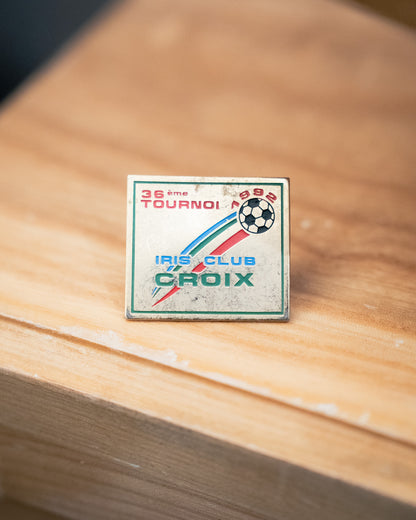 36ème
TOURNOI 1992
IRIS CLUB
CROIX